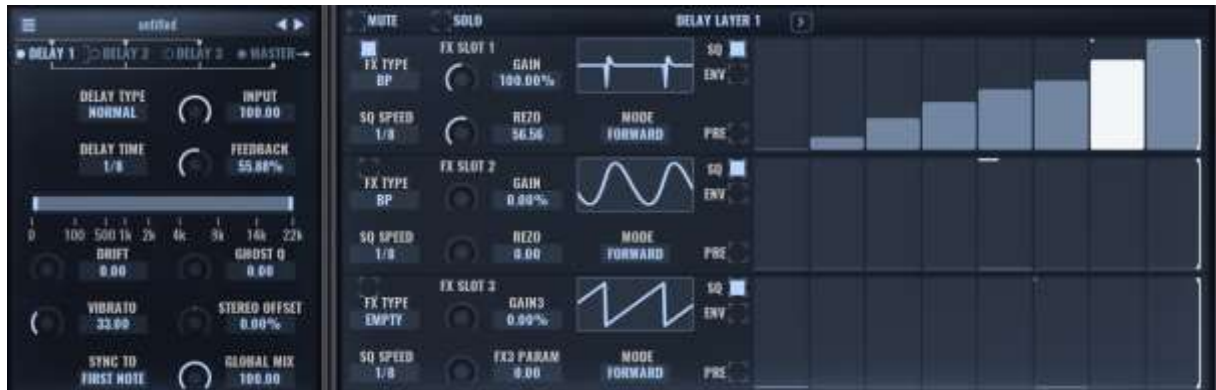 untitled
DELAY 1 DELAY 2 DELAY 3 MASTER
DELAY TYPE INPUT
NORMAL 100.00
DELAY TIME FEEDBACK
1/8 55.88%
0 100 500 1k 2k 4k 9k 14k 22k
DRIFT GHOST Q
0.00 0.00
VIBRATO STEREO OFFSET
33.00 0.00%
SYNC TO GLOBAL MIX
FIRST NOTE 100.00
MUTE SOLO DELAY LAYER 1 >
FX SLOT 1 SQ
FX TYPE GAIN ENV
BP 100.00%
SQ SPEED REZO MODE
1/8 56.56 FORWARD PRE
FX SLOT 2 SQ
FX TYPE GAIN ENV
BP 0.00%
SQ SPEED REZO MODE
1/8 0.00 FORWARD PRE
FX SLOT 3 SQ
FX TYPE GAIN3 ENV
EMPTY 0.00%
SQ SPEED FX3 PARAM MODE
1/8 0.00 FORWARD PRE